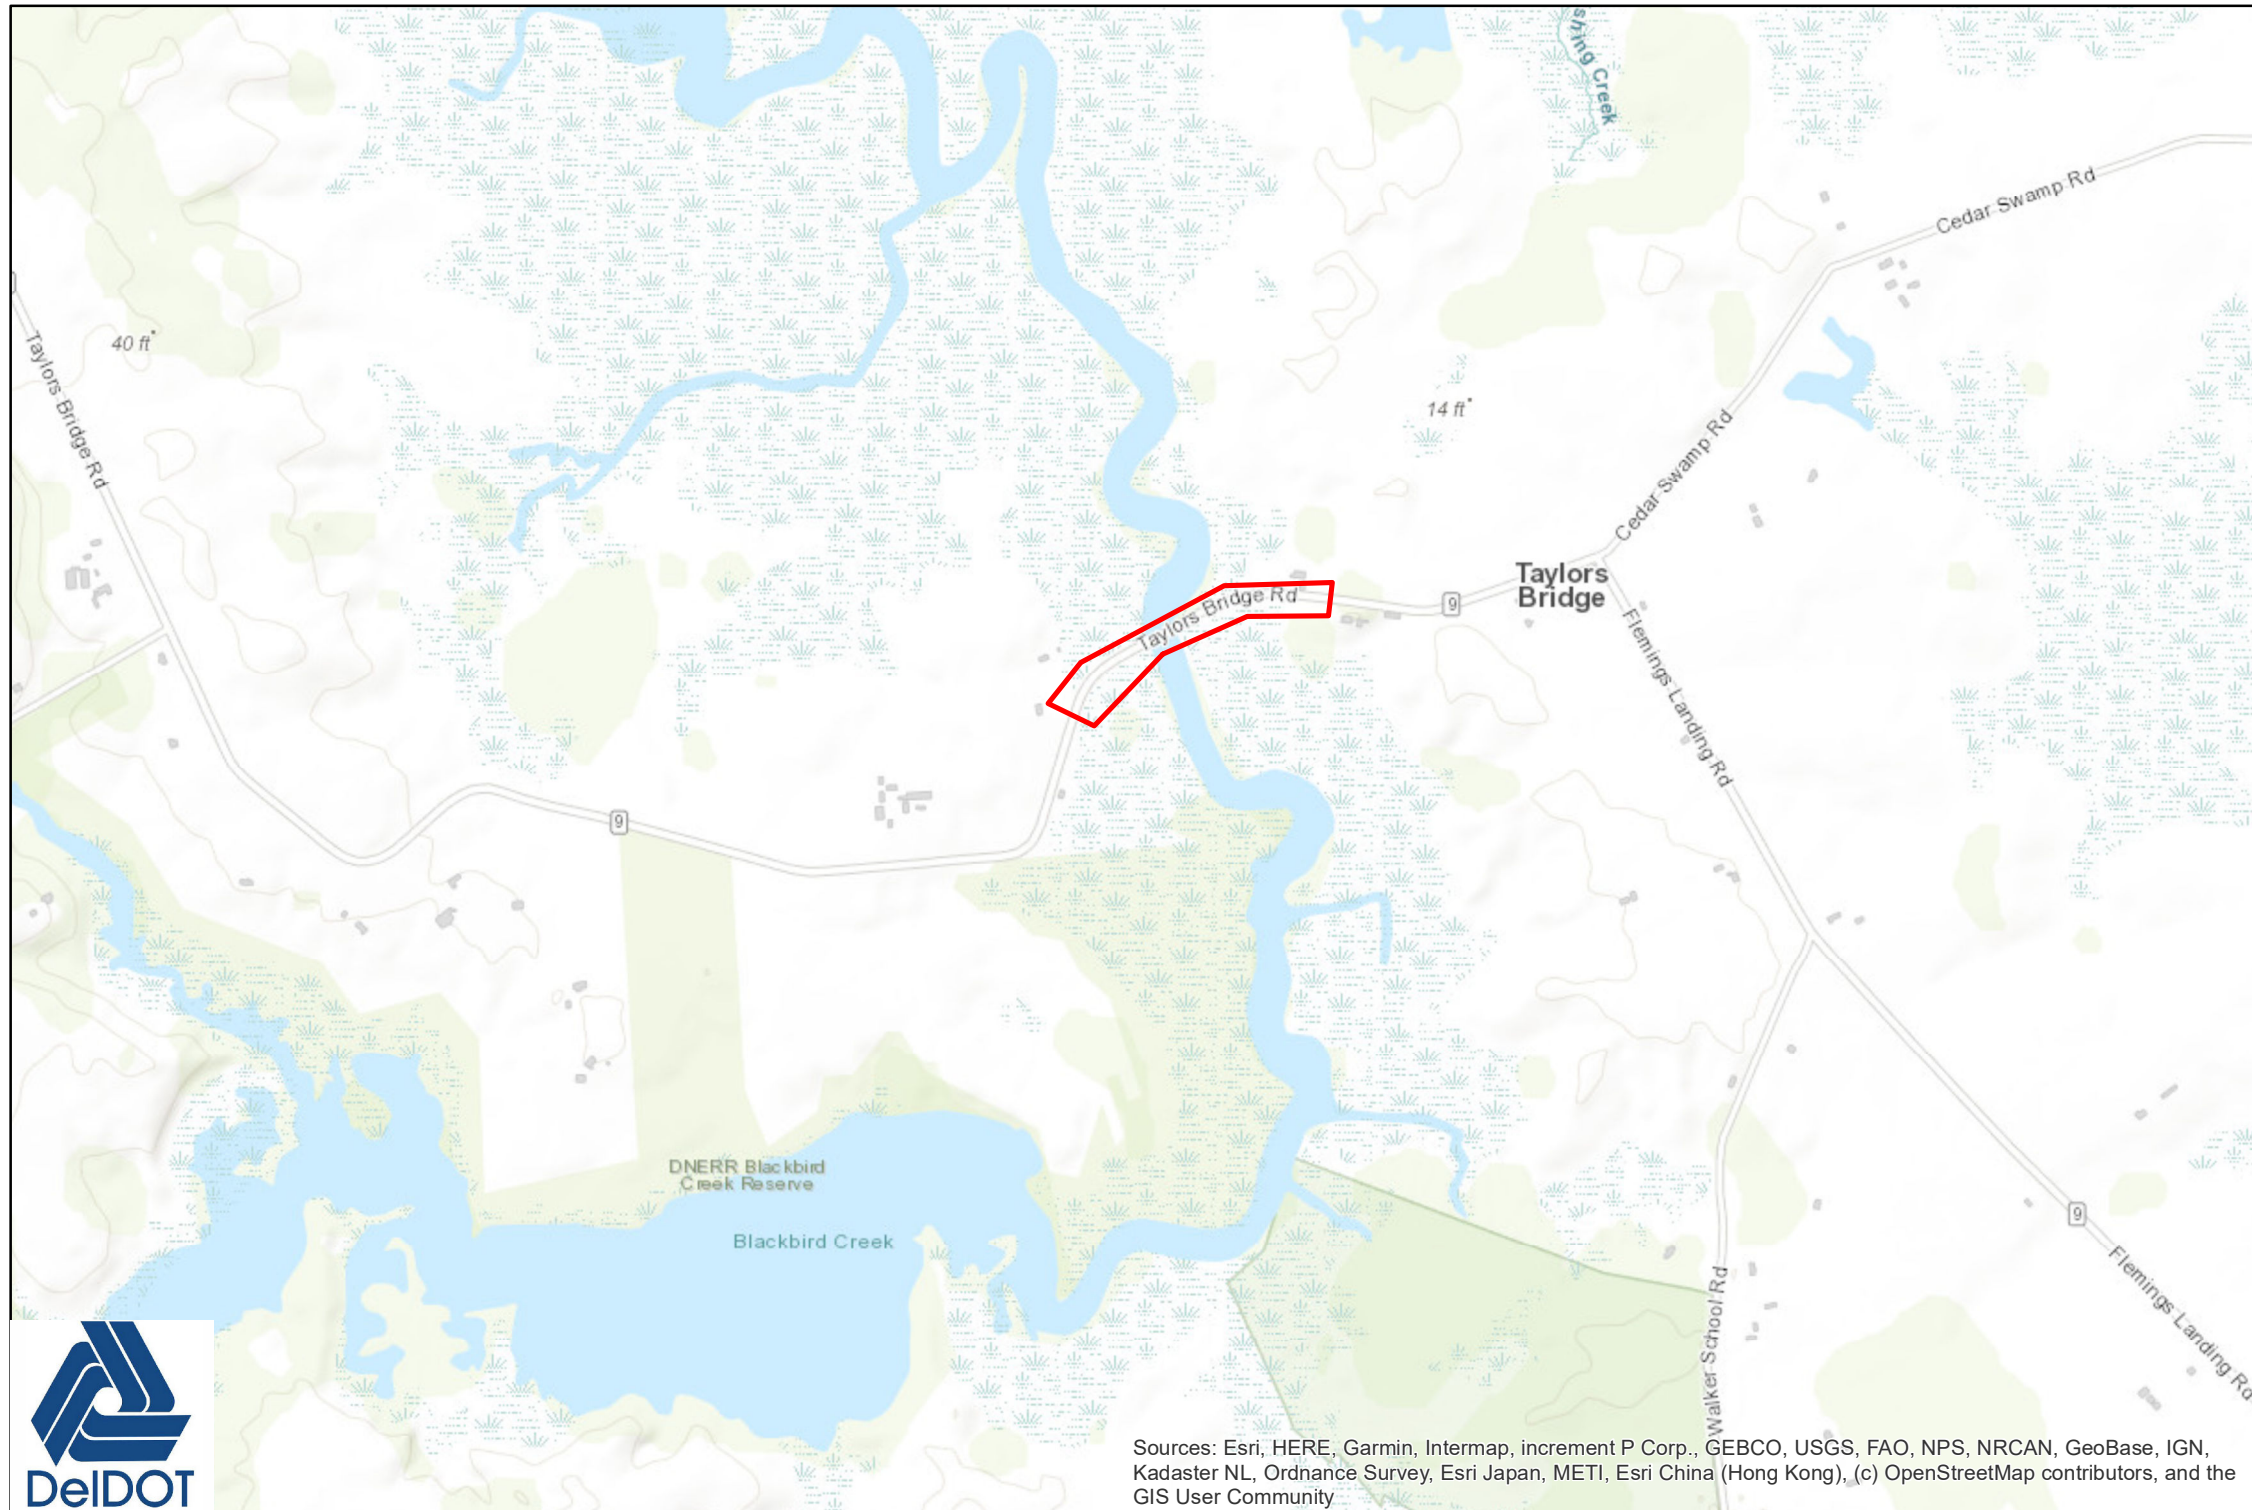 shing Creek
Cedar Swamp Rd
40 ft
Taylors Bridge Rd
14 ft
Cedar Swamp Rd
Taylors
Bridge
Taylors Bridge Rd
9
Flemings Landing Rd
9
DNERR Blackbird
Creek Reserve
Blackbird Creek
9
Flemings Landing Rd
Walker School Rd
DelDOT
Sources: Esri, HERE, Garmin, Intermap, increment P Corp., GEBCO, USGS, FAO, NPS, NRCAN, GeoBase, IGN,
Kadaster NL, Ordnance Survey, Esri Japan, METI, Esri China (Hong Kong), (c) OpenStreetMap contributors, and the
GIS User Community